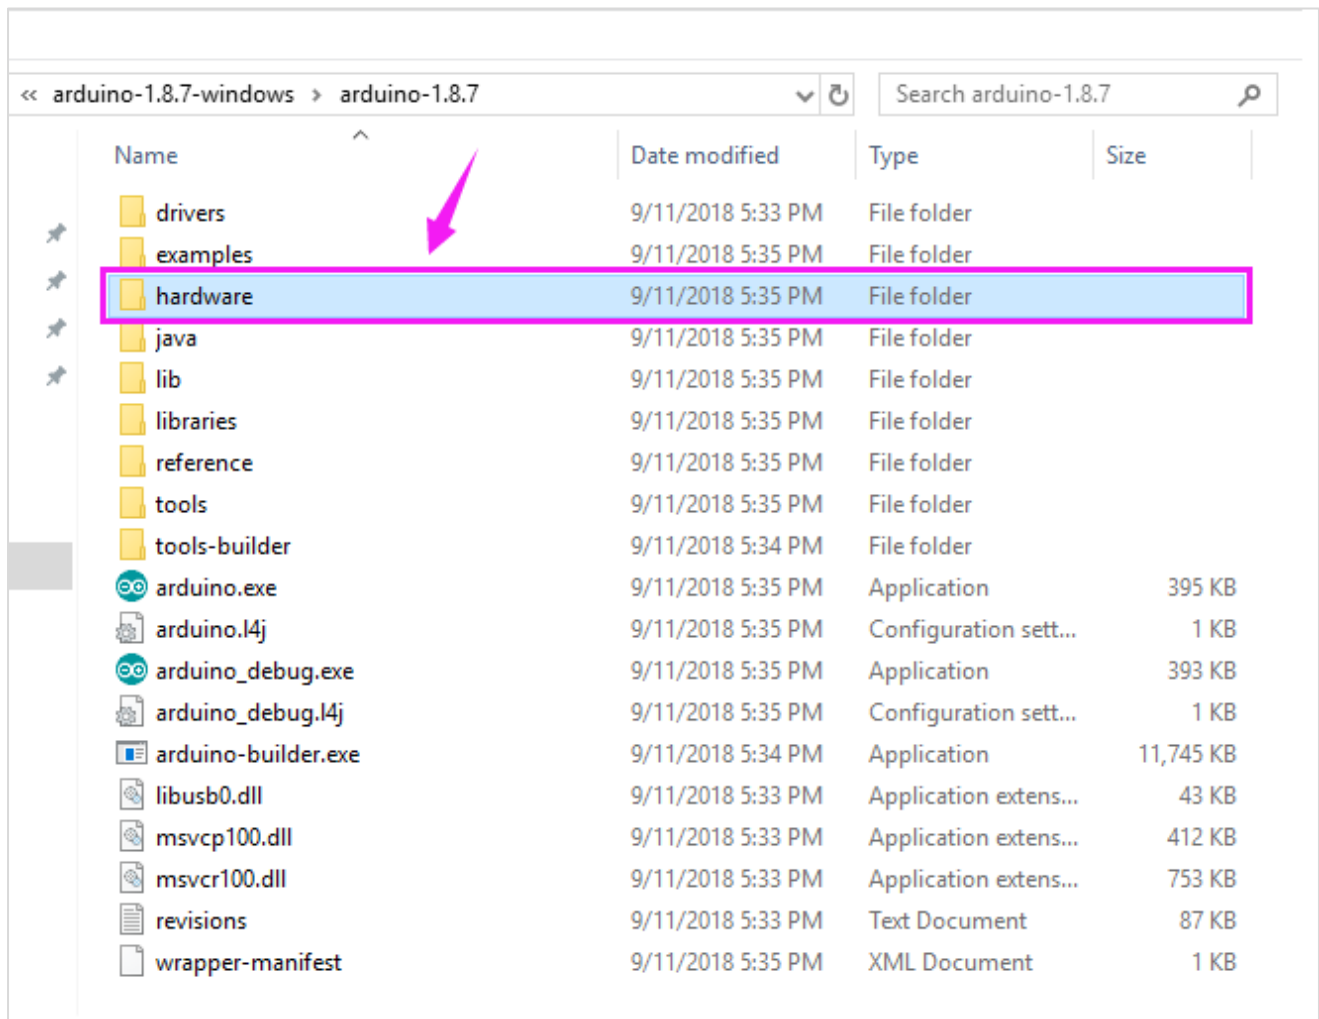 « arduino-1.8.7-windows > arduino-1.8.7 Search arduino-1.8.7
Name Date modified Type Size
drivers 9/11/2018 5:33 PM File folder
examples 9/11/2018 5:35 PM File folder
hardware 9/11/2018 5:35 PM File folder
java 9/11/2018 5:35 PM File folder
lib 9/11/2018 5:35 PM File folder
libraries 9/11/2018 5:35 PM File folder
reference 9/11/2018 5:35 PM File folder
tools 9/11/2018 5:35 PM File folder
tools-builder 9/11/2018 5:34 PM File folder
arduino.exe 9/11/2018 5:35 PM Application 395 KB
arduino.l4j 9/11/2018 5:35 PM Configuration sett... 1 KB
arduino_debug.exe 9/11/2018 5:35 PM Application 393 KB
arduino_debug.l4j 9/11/2018 5:35 PM Configuration sett... 1 KB
arduino-builder.exe 9/11/2018 5:34 PM Application 11,745 KB
libusb0.dll 9/11/2018 5:33 PM Application extens... 43 KB
msvcp100.dll 9/11/2018 5:33 PM Application extens... 412 KB
msvcr100.dll 9/11/2018 5:33 PM Application extens... 753 KB
revisions 9/11/2018 5:33 PM Text Document 87 KB
wrapper-manifest 9/11/2018 5:35 PM XML Document 1 KB